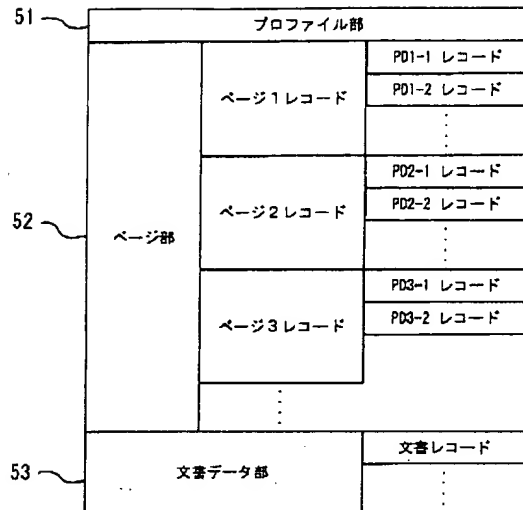 51
プロファイル部
52
ページ部
ページ1レコード
PD1-1 レコード
PD1-2 レコード
ページ2レコード
PD2-1 レコード
PD2-2 レコード
ページ3レコード
PD3-1 レコード
PD3-2 レコード
53
文書データ部
文書レコード